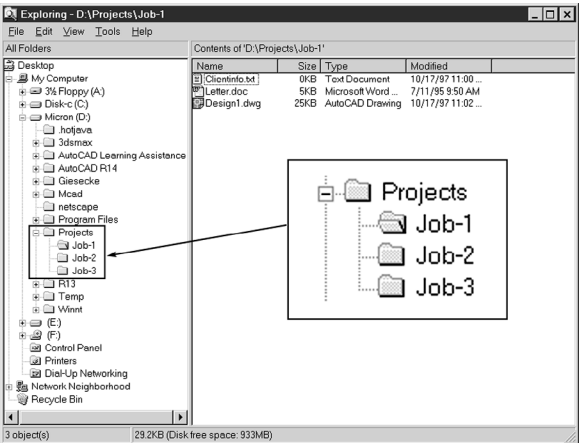 Exploring - D:\Projects\Job-1
File Edit View Tools Help
All Folders
Contents of 'D:\Projects\Job-1'
Name Size Type Modified
Clientinfo.txt 0KB Text Document 10/17/97 11:00 ...
Letter.doc 5KB Microsoft Word ... 7/11/95 9:50 AM
Design1.dwg 25KB AutoCAD Drawing 10/17/97 11:02 ...
Desktop
My Computer
3½ Floppy (A:)
Disk-c (C:)
Micron (D:)
.hotjava
3dsmax
AutoCAD Learning Assistance
AutoCAD R14
Giesecke
Mcad
netscape
Program Files
Projects
Job-1
Job-2
Job-3
R13
Temp
Winnt
(E:)
(F:)
Control Panel
Printers
Dial-Up Networking
Network Neighborhood
Recycle Bin
Projects
Job-1
Job-2
Job-3
3 object(s)
29.2KB (Disk free space: 933MB)